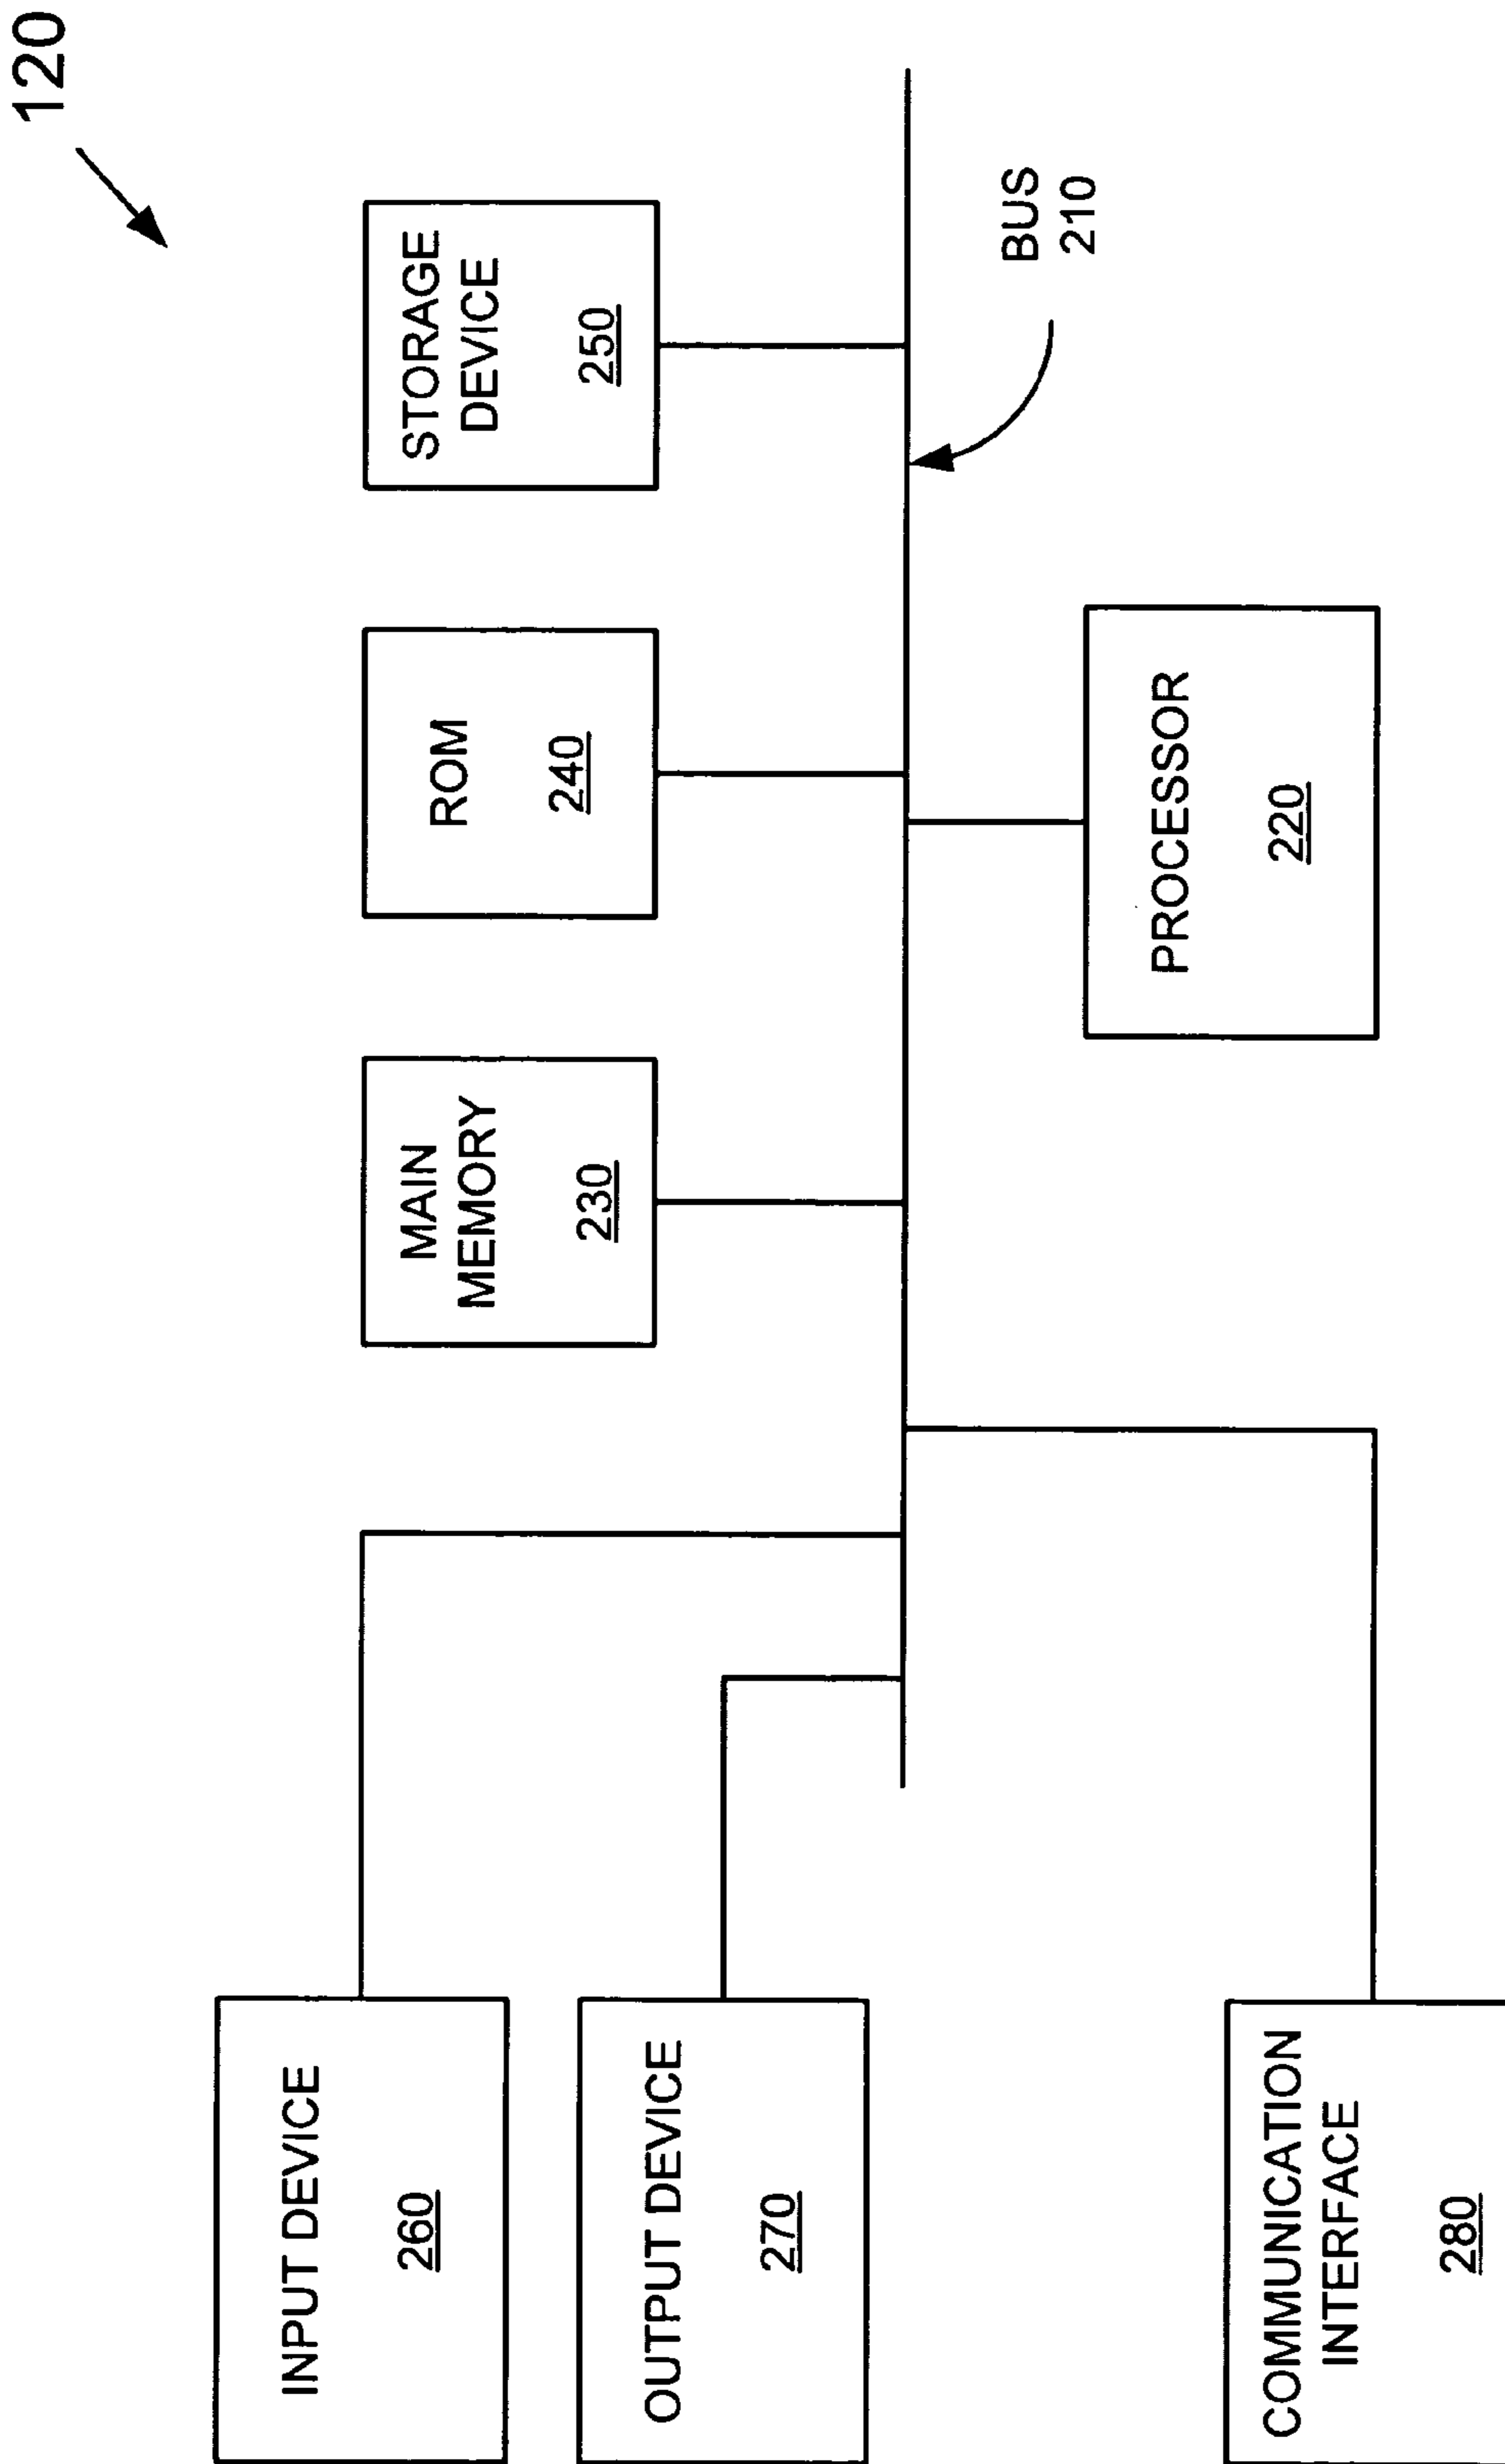 120
INPUT DEVICE
260
OUTPUT DEVICE
270
COMMUNICATION
INTERFACE
280
MAIN
MEMORY
230
ROM
240
STORAGE
DEVICE
250
BUS
210
PROCESSOR
220